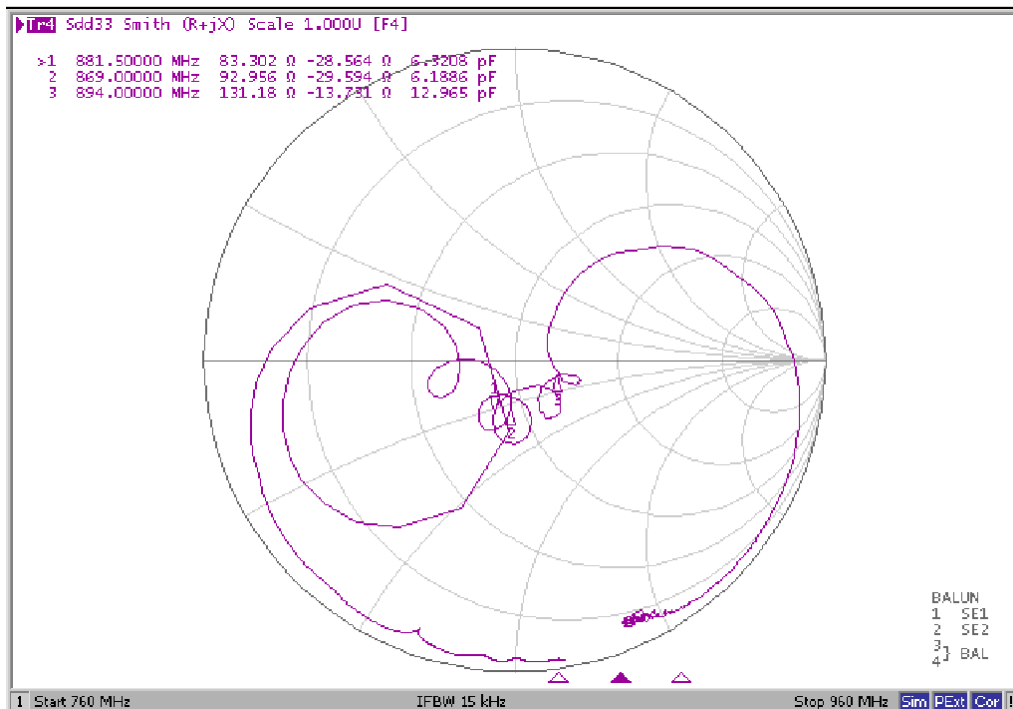 Tr4 Sdd33 Smith (R+jX) Scale 1.000U [F4]
>1 881.50000 MHz 83.302 Ω -28.564 Ω 6.3208 pF
2 869.00000 MHz 92.956 Ω -29.594 Ω 6.1886 pF
3 894.00000 MHz 131.18 Ω -13.731 Ω 12.965 pF
2
BALUN
1 SE1
2 SE2
3
4 } BAL
1 Start 760 MHz IFBW 15 kHz Stop 960 MHz Sim PExt Cor !